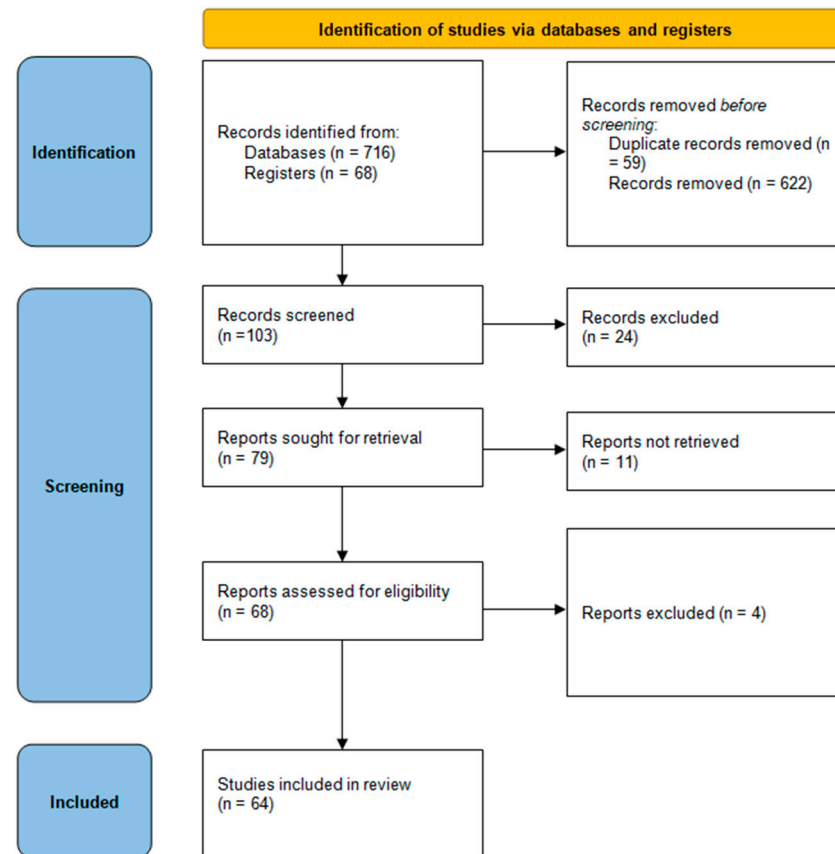 Identification of studies via databases and registers
Identification
Records identified from:
Databases (n = 716)
Registers (n = 68)
Records removed before
screening:
Duplicate records removed (n
= 59)
Records removed (n = 622)
Screening
Records screened
(n =103)
Records excluded
(n = 24)
Reports sought for retrieval
(n = 79)
Reports not retrieved
(n = 11)
Reports assessed for eligibility
(n = 68)
Reports excluded (n = 4)
Included
Studies included in review
(n = 64)